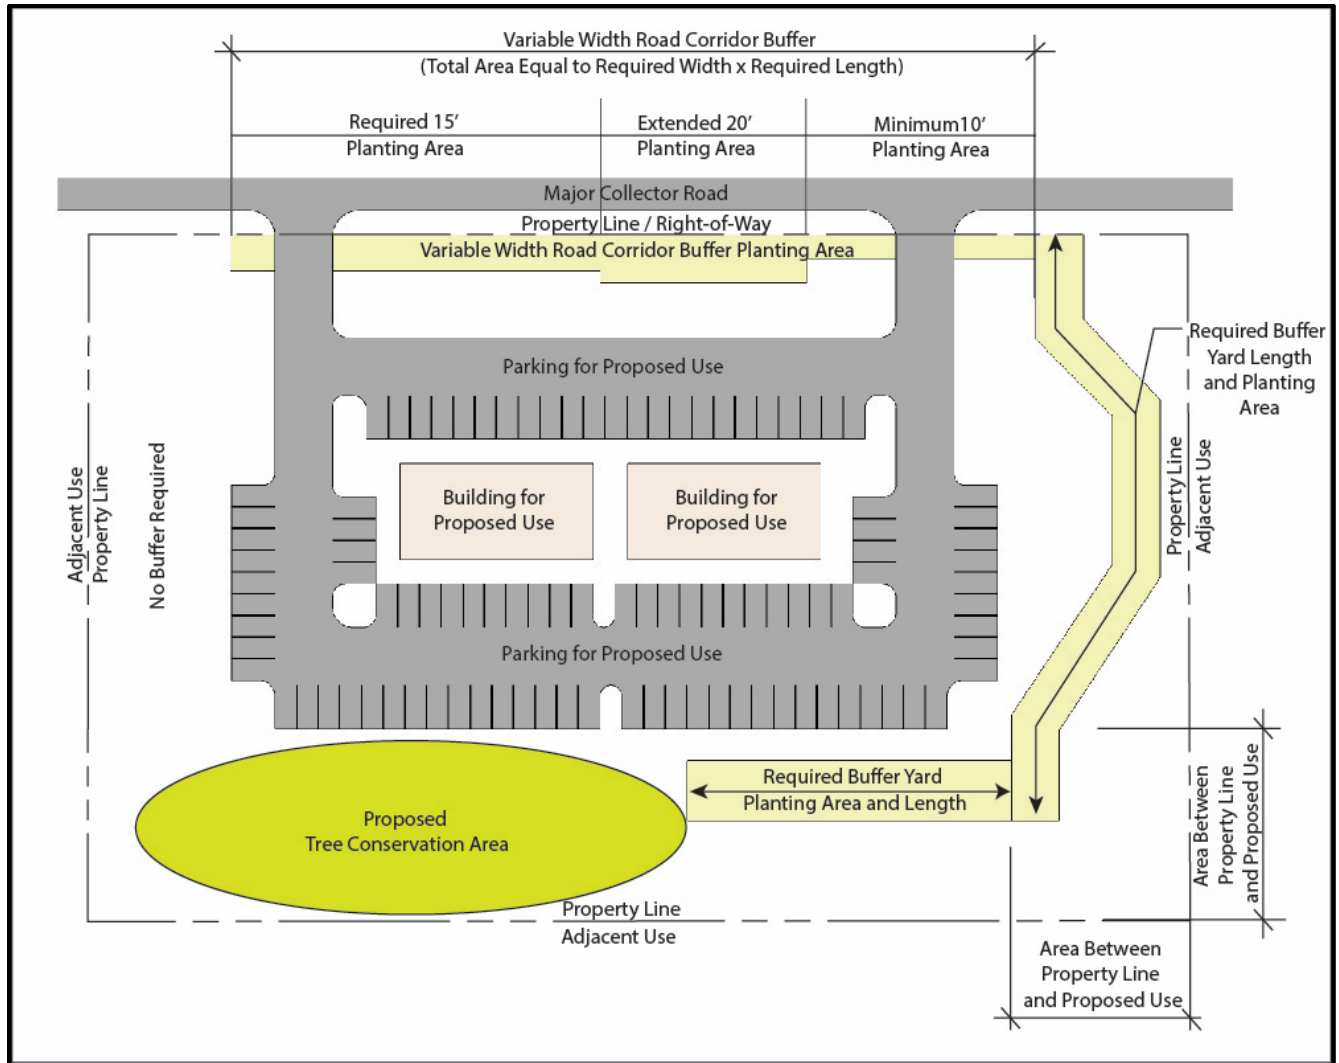 Variable Width Road Corridor Buffer
(Total Area Equal to Required Width x Required Length)
Required 15'
Planting Area
Extended 20'
Planting Area
Minimum10'
Planting Area
Major Collector Road
Property Line / Right-of-Way
Variable Width Road Corridor Buffer Planting Area
Required Buffer
Yard Length
and Planting
Area
Parking for Proposed Use
Adjacent Use
Property Line
No Buffer Required
Building for
Proposed Use
Building for
Proposed Use
Property Line
Adjacent Use
Parking for Proposed Use
Required Buffer Yard
Planting Area and Length
Proposed
Tree Conservation Area
Area Between
Property Line
and Proposed Use
Property Line
Adjacent Use
Area Between
Property Line
and Proposed Use